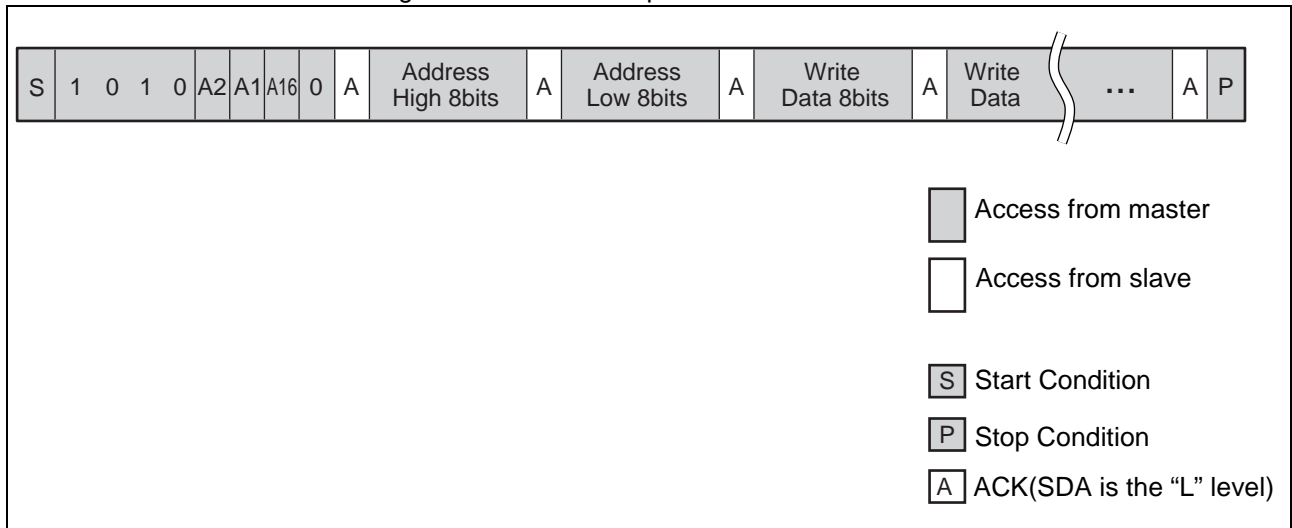 S 1 0 1 0 A2 A1 A16 0 A Address High 8bits A Address Low 8bits A Write Data 8bits A Write Data ... A P
Access from master
Access from slave
S Start Condition
P Stop Condition
A ACK(SDA is the “L” level)